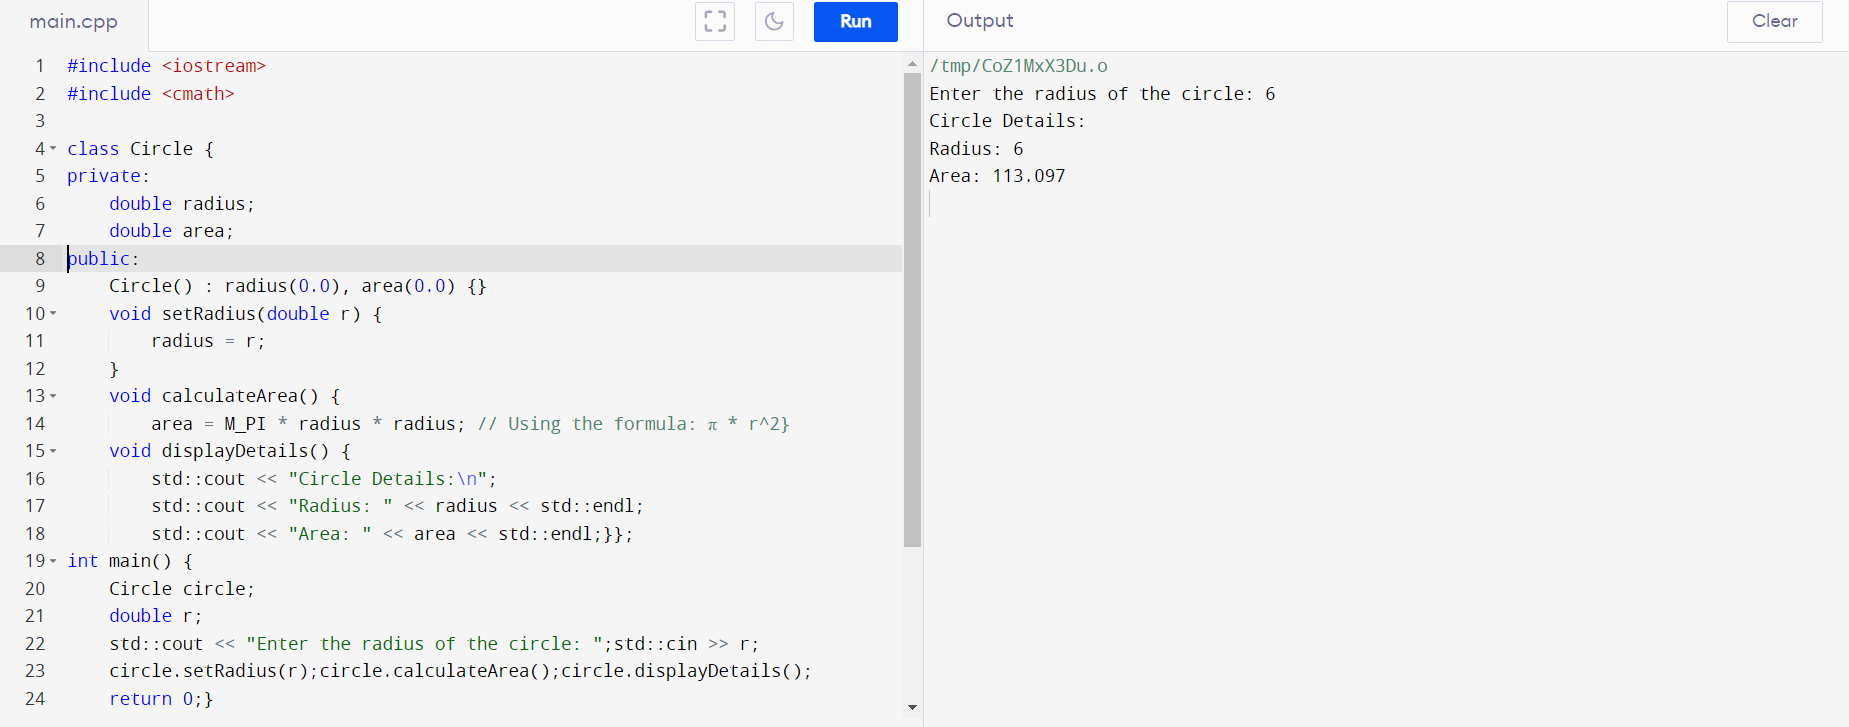 main.cpp
Run
1 #include <iostream>
2 #include <cmath>
3
4 class Circle {
5 private:
6     double radius;
7     double area;
8 public:
9     Circle() : radius(0.0), area(0.0) {}
10     void setRadius(double r) {
11         radius = r;
12     }
13     void calculateArea() {
14         area = M_PI * radius * radius; // Using the formula: π * r^2}
15     void displayDetails() {
16         std::cout << "Circle Details:\n";
17         std::cout << "Radius: " << radius << std::endl;
18         std::cout << "Area: " << area << std::endl;}};
19 int main() {
20     Circle circle;
21     double r;
22     std::cout << "Enter the radius of the circle: ";std::cin >> r;
23     circle.setRadius(r);circle.calculateArea();circle.displayDetails();
24     return 0;}
Output
Clear
/tmp/CoZ1MxX3Du.o
Enter the radius of the circle: 6
Circle Details:
Radius: 6
Area: 113.097